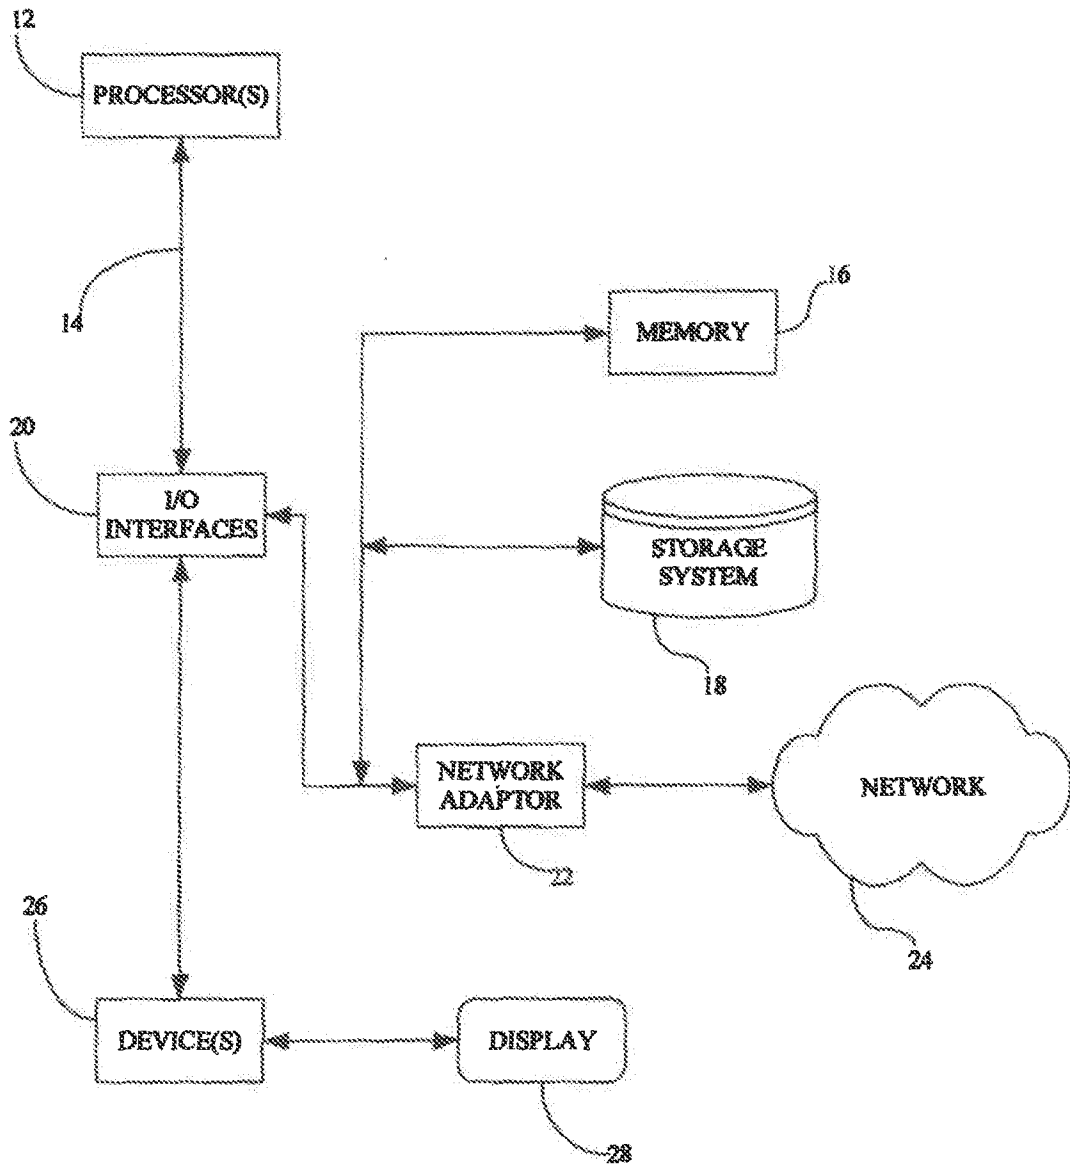 12
PROCESSOR(S)
14
16
MEMORY
20
I/O
INTERFACES
STORAGE
SYSTEM
18
NETWORK
ADAPTOR
NETWORK
22
26
24
DEVICE(S)
DISPLAY
28